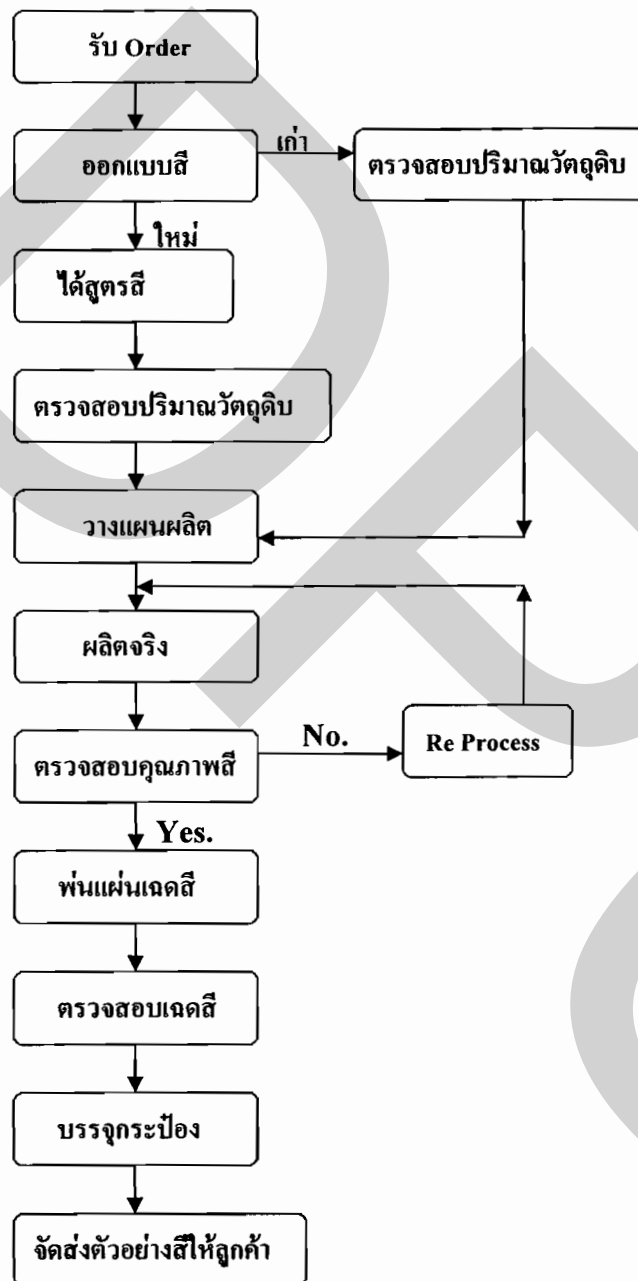 รับ Order
ออกแบบสี
เก่า
ตรวจสอบปริมาณวัตถุดิบ
ใหม่
ได้สูตรสี
ตรวจสอบปริมาณวัตถุดิบ
วางแผนผลิต
ผลิตจริง
ตรวจสอบคุณภาพสี
No.
Re Process
Yes.
พ่นแผ่นเฉดสี
ตรวจสอบเฉดสี
บรรจุกระป๋อง
จัดส่งตัวอย่างสีให้ลูกค้า